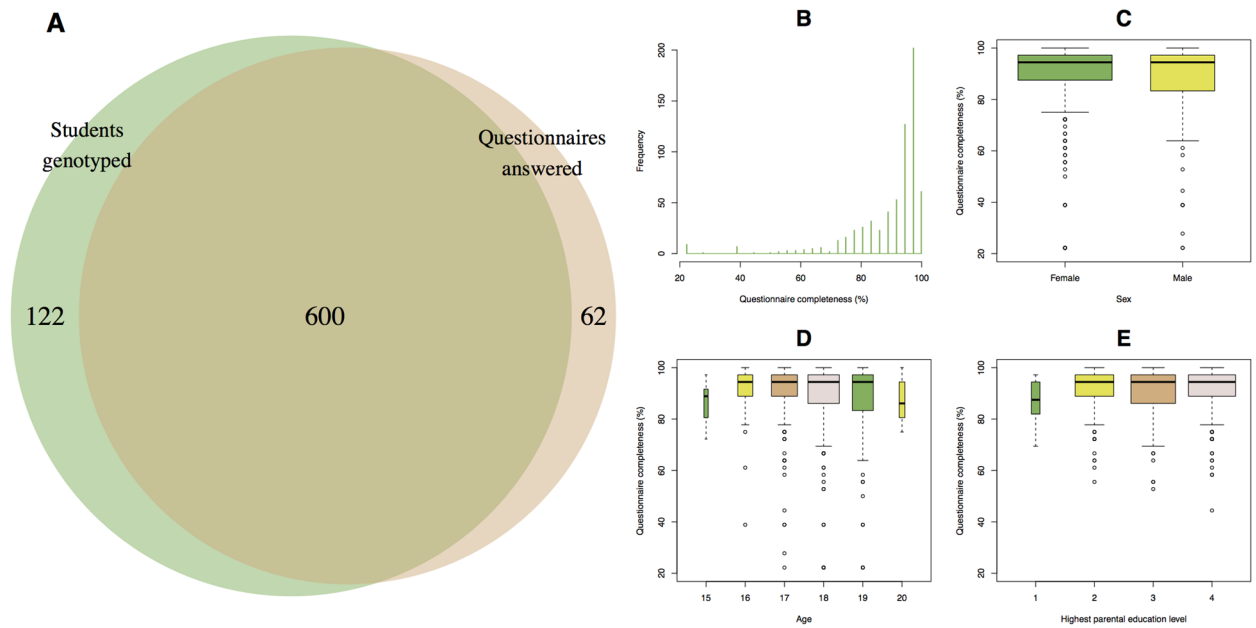 A
Students
genotyped
Questionnaires
answered
122
600
62
B
Frequency
200
150
100
50
0
20 40 60 80 100
Questionnaire completeness (%)
C
Questionnaire completeness (%)
100
80
60
40
20
Female Male
Sex
D
Questionnaire completeness (%)
100
80
60
40
20
15 16 17 18 19 20
Age
E
Questionnaire completeness (%)
100
80
60
40
20
1 2 3 4
Highest parental education level